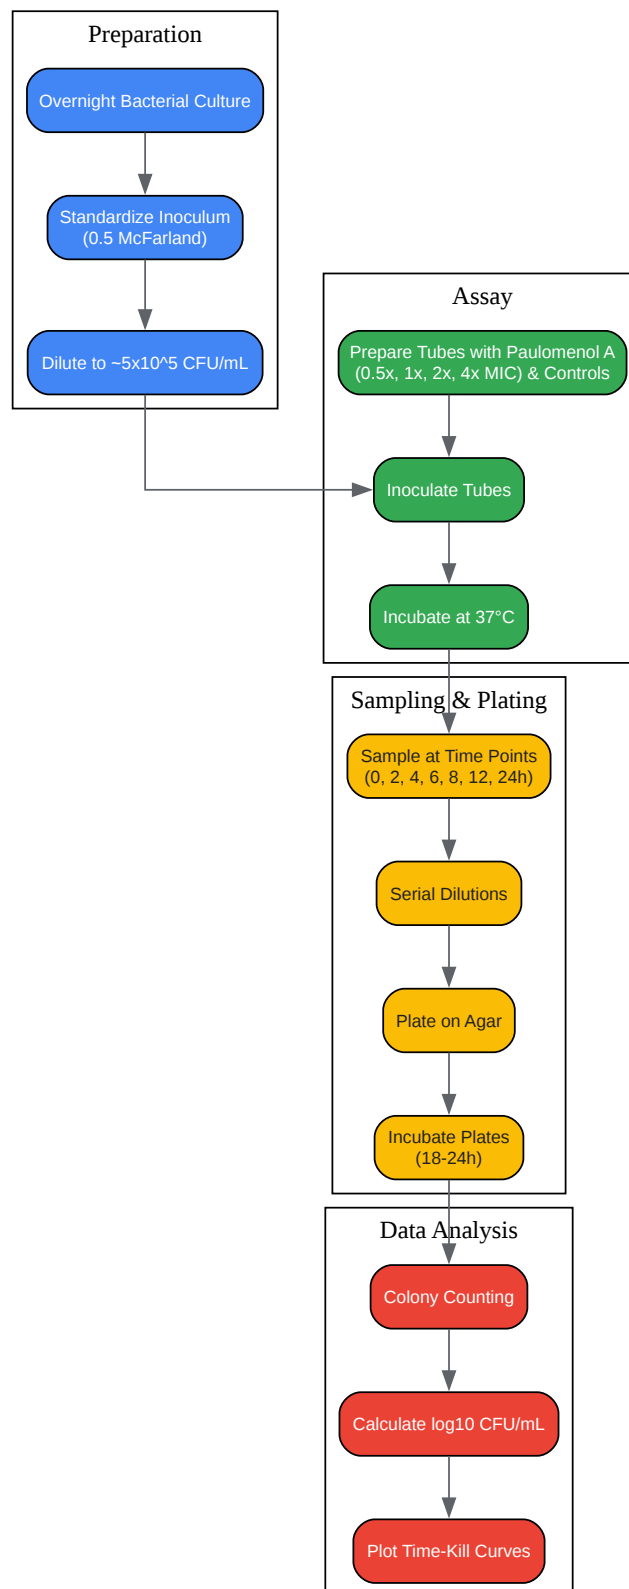 Preparation
Overnight Bacterial Culture
Standardize Inoculum
(0.5 McFarland)
Dilute to ~5x10^5 CFU/mL
Assay
Prepare Tubes with Paulomenol A
(0.5x, 1x, 2x, 4x MIC) & Controls
Inoculate Tubes
Incubate at 37°C
Sampling & Plating
Sample at Time Points
(0, 2, 4, 6, 8, 12, 24h)
Serial Dilutions
Plate on Agar
Incubate Plates
(18-24h)
Data Analysis
Colony Counting
Calculate log10 CFU/mL
Plot Time-Kill Curves